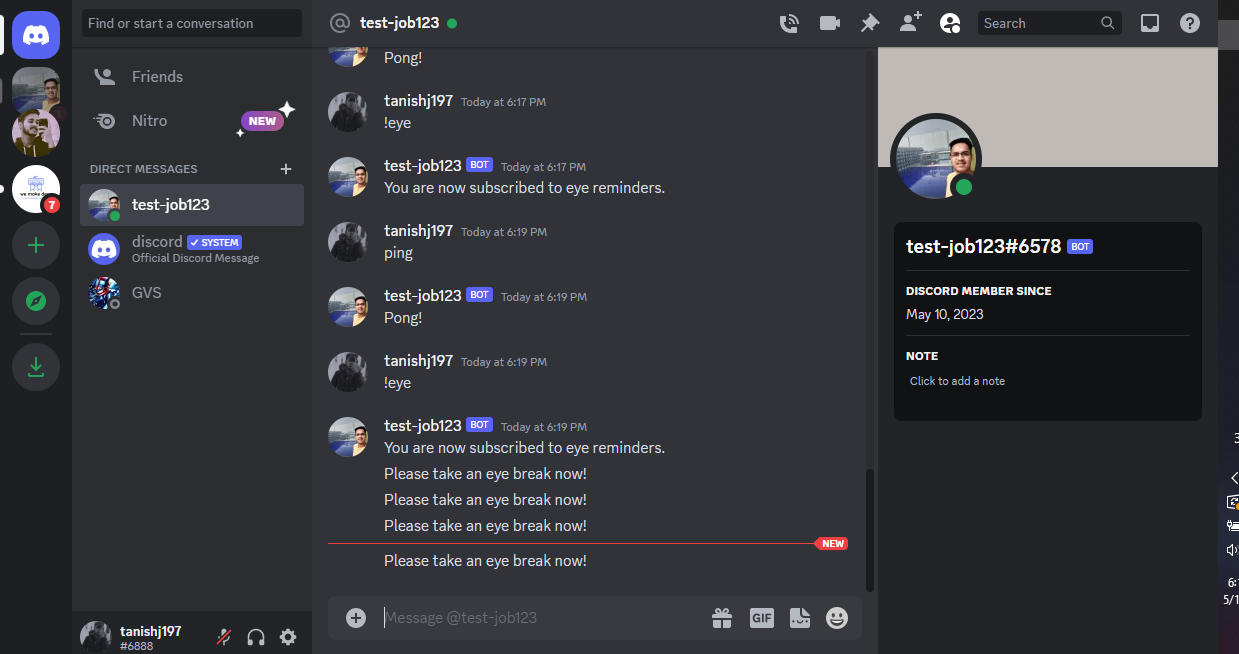 Find or start a conversation
Friends
Nitro
NEW
DIRECT MESSAGES
test-job123
discord
SYSTEM
Official Discord Message
GVS
7
tanishj197
#6888
test-job123
Search
Pong!
tanishj197 Today at 6:17 PM
!eye
test-job123 BOT Today at 6:17 PM
You are now subscribed to eye reminders.
tanishj197 Today at 6:19 PM
ping
test-job123 BOT Today at 6:19 PM
Pong!
tanishj197 Today at 6:19 PM
!eye
test-job123 BOT Today at 6:19 PM
You are now subscribed to eye reminders.
Please take an eye break now!
Please take an eye break now!
Please take an eye break now!
NEW
Please take an eye break now!
Message @test-job123
GIF
test-job123#6578 BOT
DISCORD MEMBER SINCE
May 10, 2023
NOTE
Click to add a note